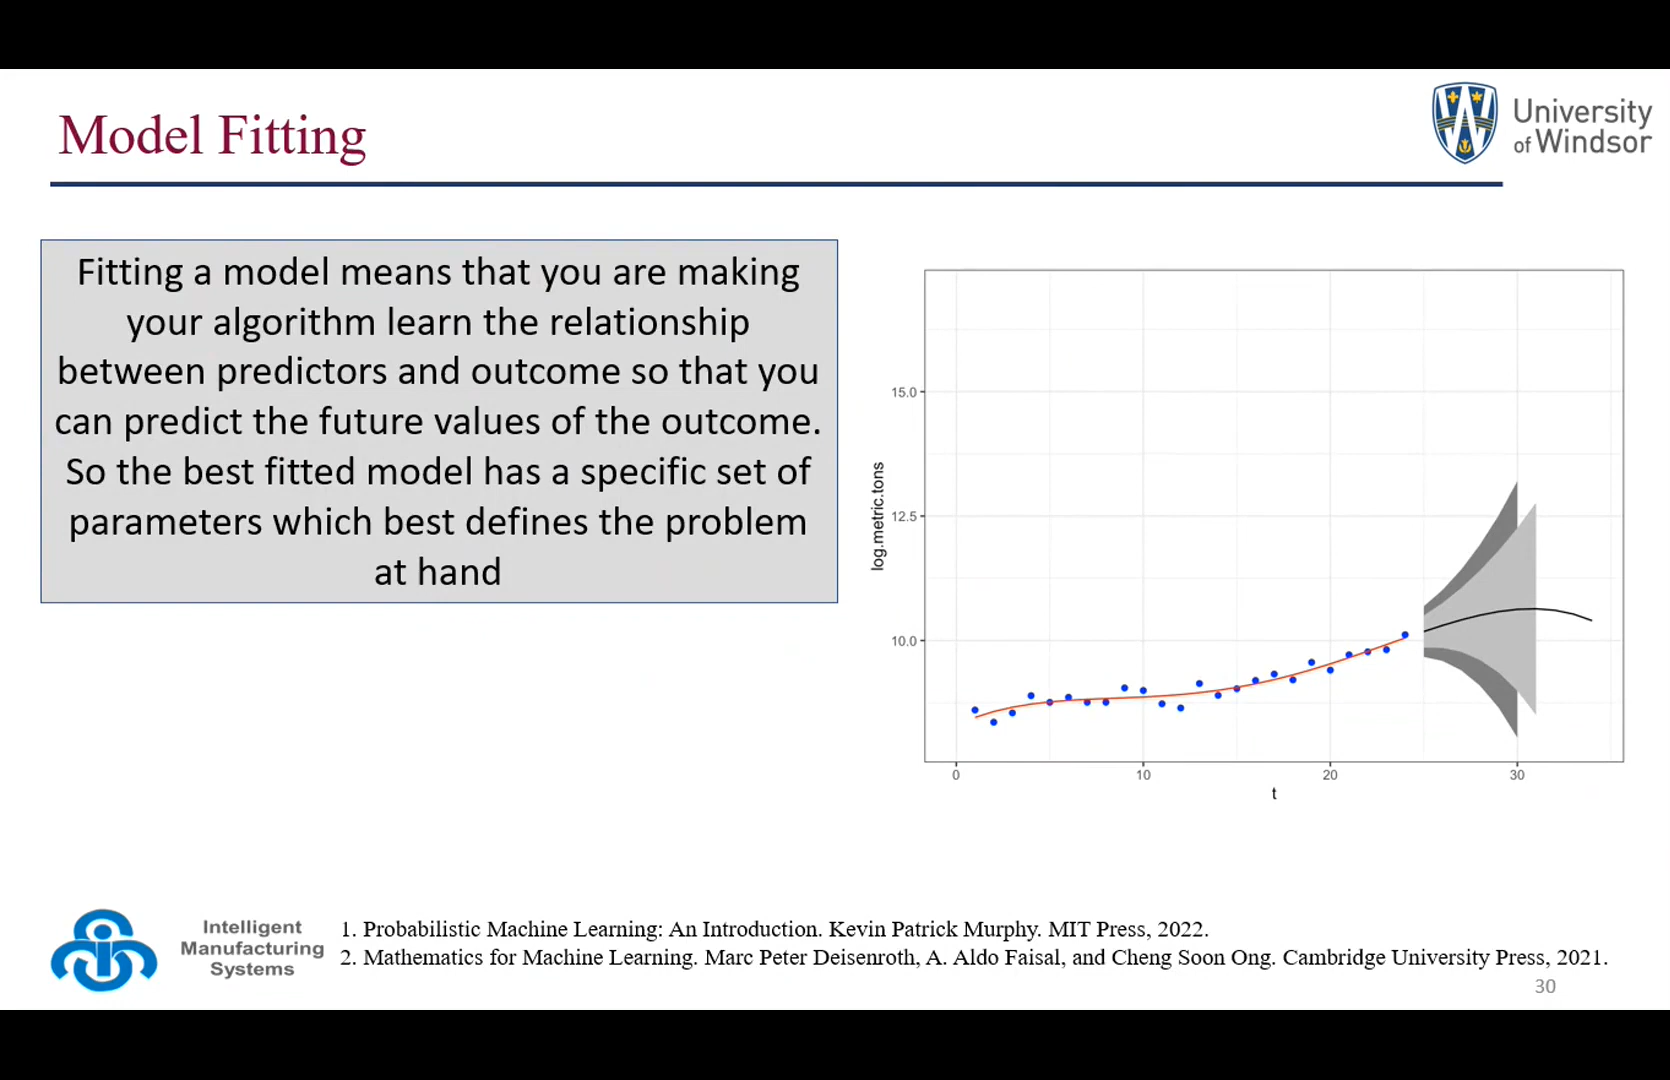 Model Fitting
University
of Windsor
Fitting a model means that you are making
your algorithm learn the relationship
between predictors and outcome so that you
can predict the future values of the outcome.
So the best fitted model has a specific set of
parameters which best defines the problem
at hand
log.metric.tons
15.0
12.5
10.0
0
10
20
30
t
Intelligent
Manufacturing
Systems
1. Probabilistic Machine Learning: An Introduction. Kevin Patrick Murphy. MIT Press, 2022.
2. Mathematics for Machine Learning. Marc Peter Deisenroth, A. Aldo Faisal, and Cheng Soon Ong. Cambridge University Press, 2021.
30